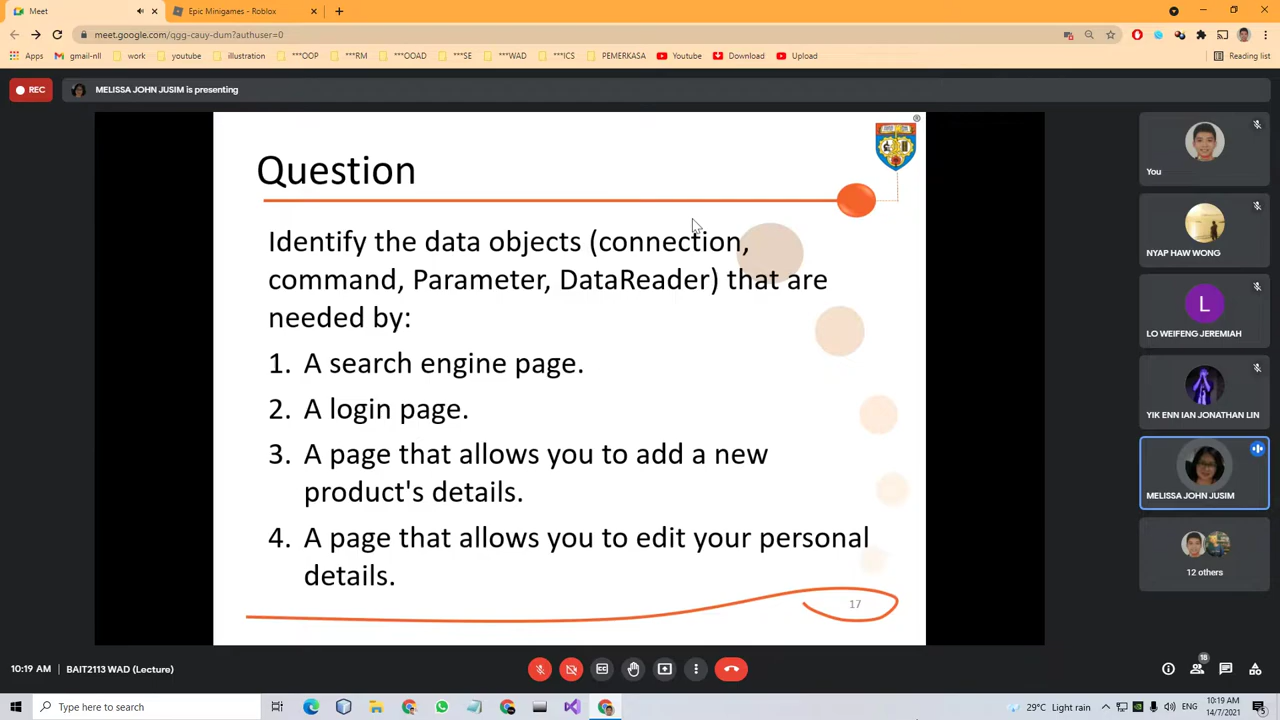 Meet
Epic Minigames - Roblox
meet.google.com/qgg-cauy-dum?authuser=0
Apps
gmail-nll
work
youtube
illustration
***OOP
***RM
***OOAD
***SE
***WAD
***ICS
PEMERKASA
Youtube
Download
Upload
Reading list
REC
MELISSA JOHN JUSIM is presenting
Question
Identify the data objects (connection,
command, Parameter, DataReader) that are
needed by:
1. A search engine page.
2. A login page.
3. A page that allows you to add a new
product's details.
4. A page that allows you to edit your personal
details.
17
You
NYAP HAW WONG
L
LO WEIFENG JEREMIAH
YIK ENN IAN JONATHAN LIN
MELISSA JOHN JUSIM
12 others
10:19 AM
BAIT2113 WAD (Lecture)
18
Type here to search
29°C Light rain
ENG
10:19 AM
14/7/2021
5